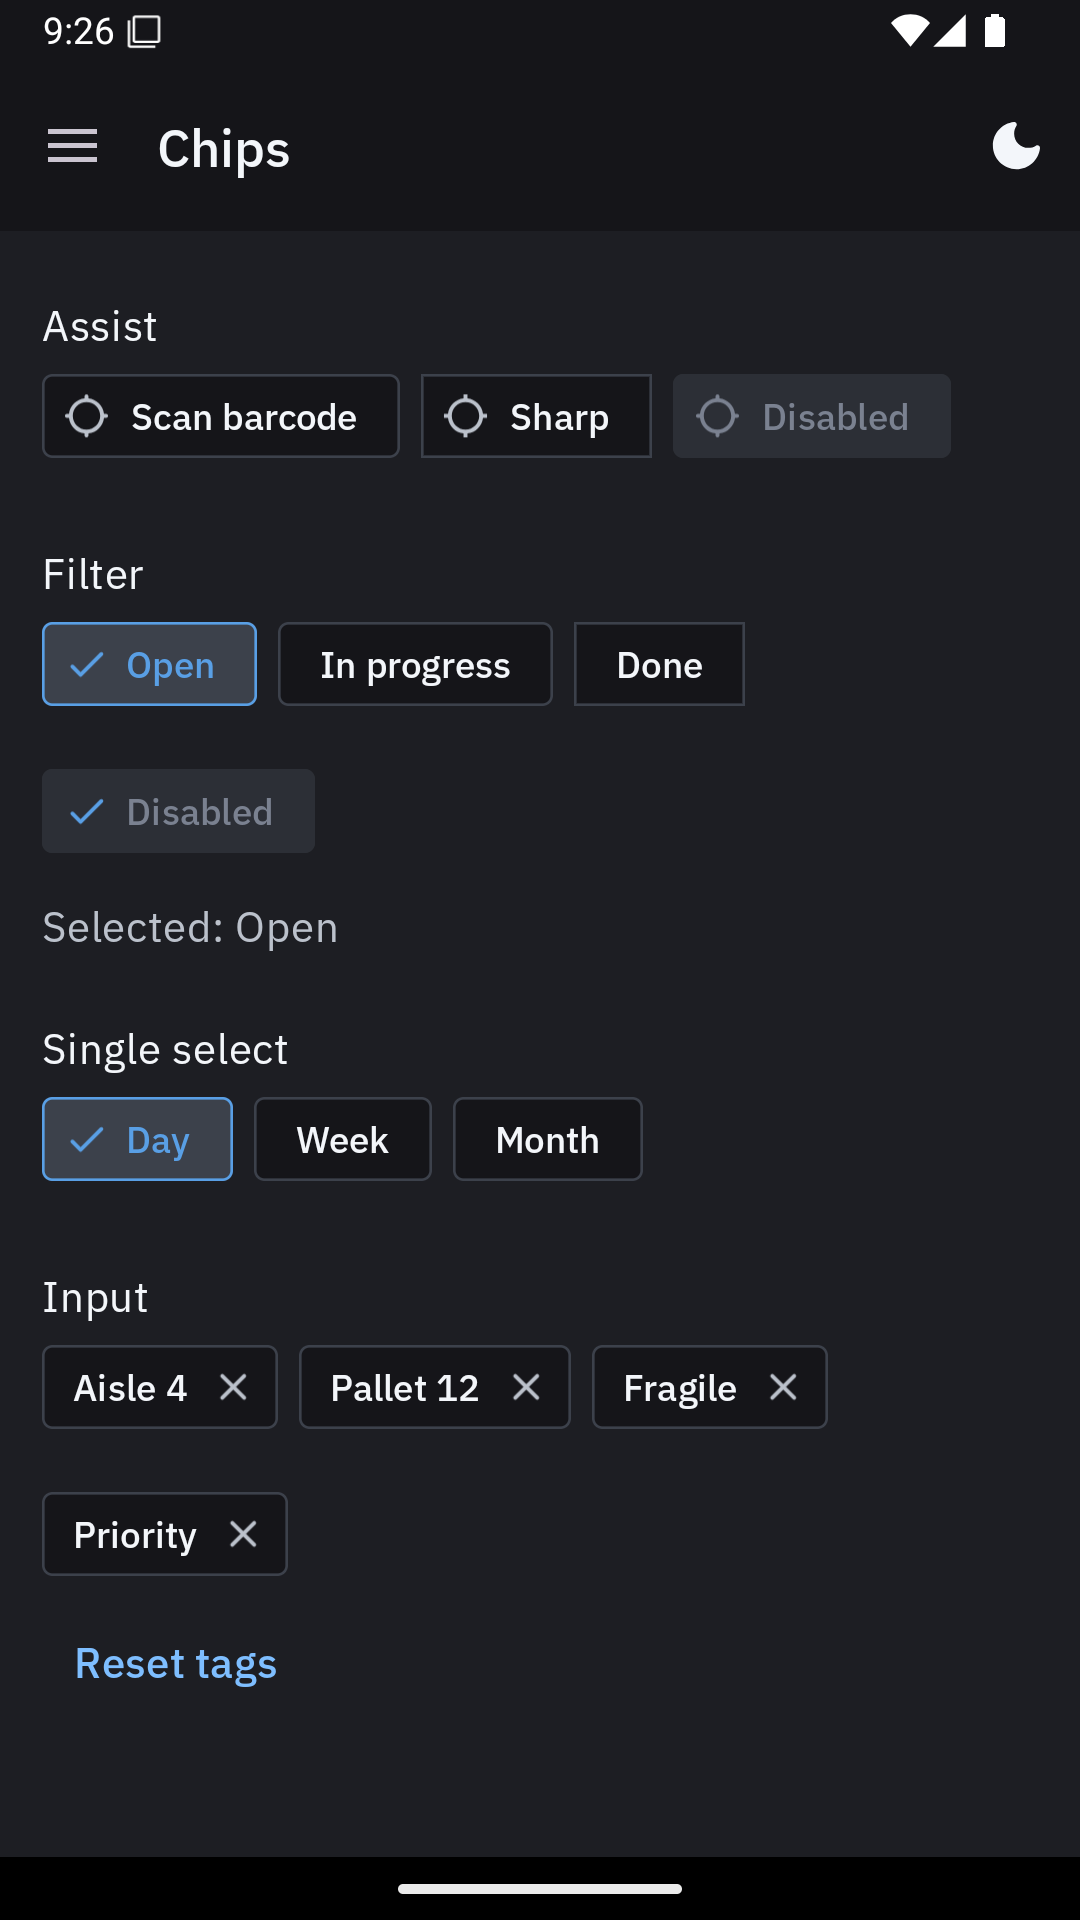 9:26
Chips
Assist
Scan barcode Sharp Disabled
Filter
Open In progress Done
Disabled
Selected: Open
Single select
Day Week Month
Input
Aisle 4 Pallet 12 Fragile
Priority
Reset tags